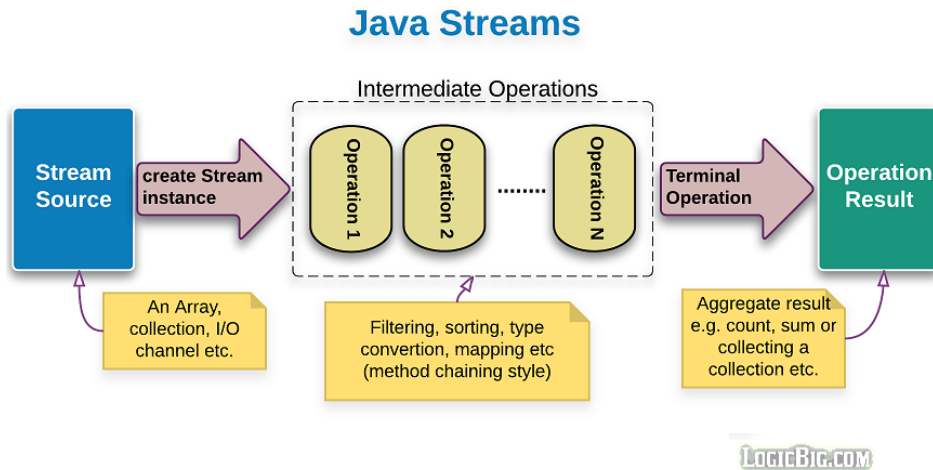 Java Streams
Intermediate Operations
Stream
Source
create Stream
instance
Operation 1
Operation 2
........
Operation N
Terminal
Operation
Operation
Result
An Array,
collection, I/O
channel etc.
Filtering, sorting, type
convertion, mapping etc
(method chaining style)
Aggregate result
e.g. count, sum or
collecting a
collection etc.
LOGICBIG.COM